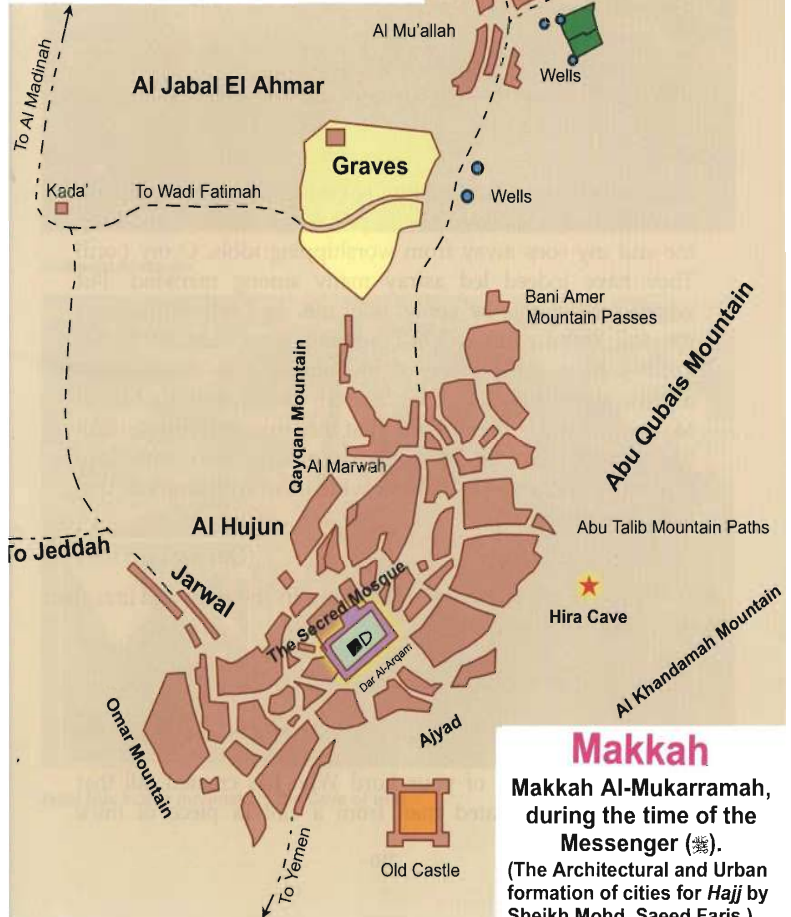 Al Mu'allah
Wells
To Al Madinah
Al Jabal El Ahmar
Graves
Kada'
To Wadi Fatimah
Wells
Bani Amer
Mountain Passes
Qayqan Mountain
Abu Qubais Mountain
Al Marwah
Al Hujun
Abu Talib Mountain Paths
To Jeddah
Jarwal
The Secred Mosque
Hira Cave
Dar Al-Arqam
Al Khandamah Mountain
Omar Mountain
Ajyad
To Yemen
Old Castle
Makkah
Makkah Al-Mukarramah,
during the time of the
Messenger (ﷺ).
(The Architectural and Urban
formation of cities for Hajj by
Sheikh Mohd. Saeed Faris.)